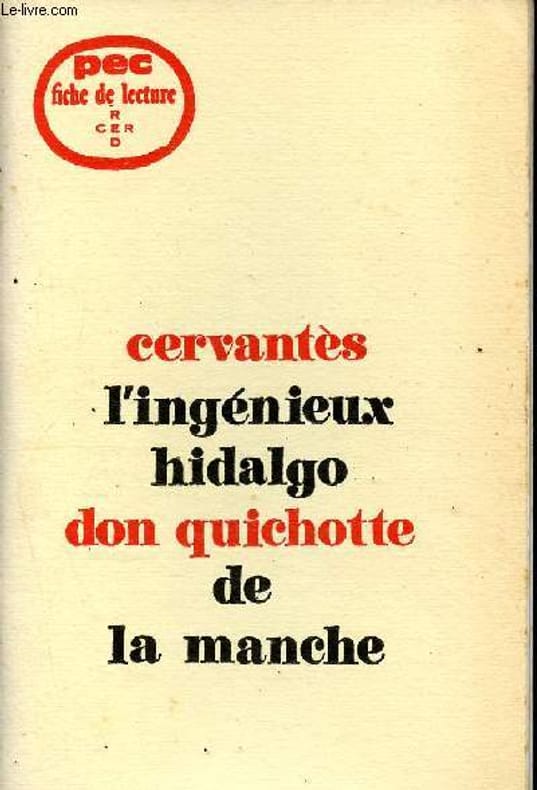 Le-livre.com
pec
fiche de lecture
R
CER
E
D
cervantès
l'ingénieux
hidalgo
don quichotte
de
la manche